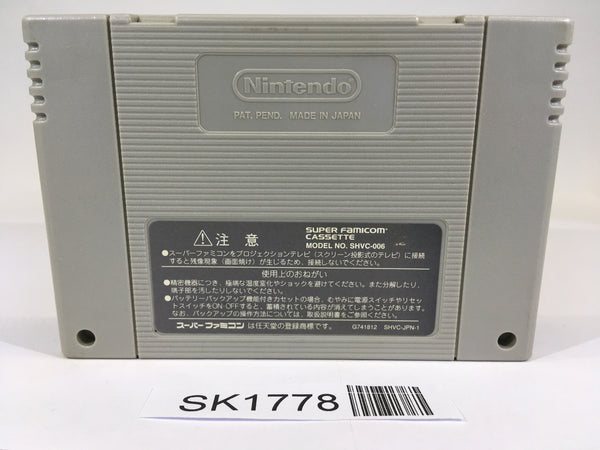 Nintendo
PAT. PEND. MADE IN JAPAN
⚠注意
SUPER FAMICOM
CASSETTE
MODEL NO. SHVC-006
●スーパーファミコンをプロジェクションテレビ(スクリーン投影式のテレビ)に接続
すると残像現象(画面焼け)が生じるため、接続しないでください。
使用上のおねがい
●精密機器につき、極端な温度変化やショックを避けてください。また分解したり、
端子部を汚したりしないでください。
●バッテリーバックアップ機能付きカセットの場合、むやみに電源スイッチやリセッ
トスイッチをON-OFFすると、蓄積されている内容が消えてしまうことがあります。
なお、バックアップの操作方法については、取扱説明書をご参照ください。
スーパーファミコン は任天堂の登録商標です。
G741812 SHVC-JPN-1
SK1778